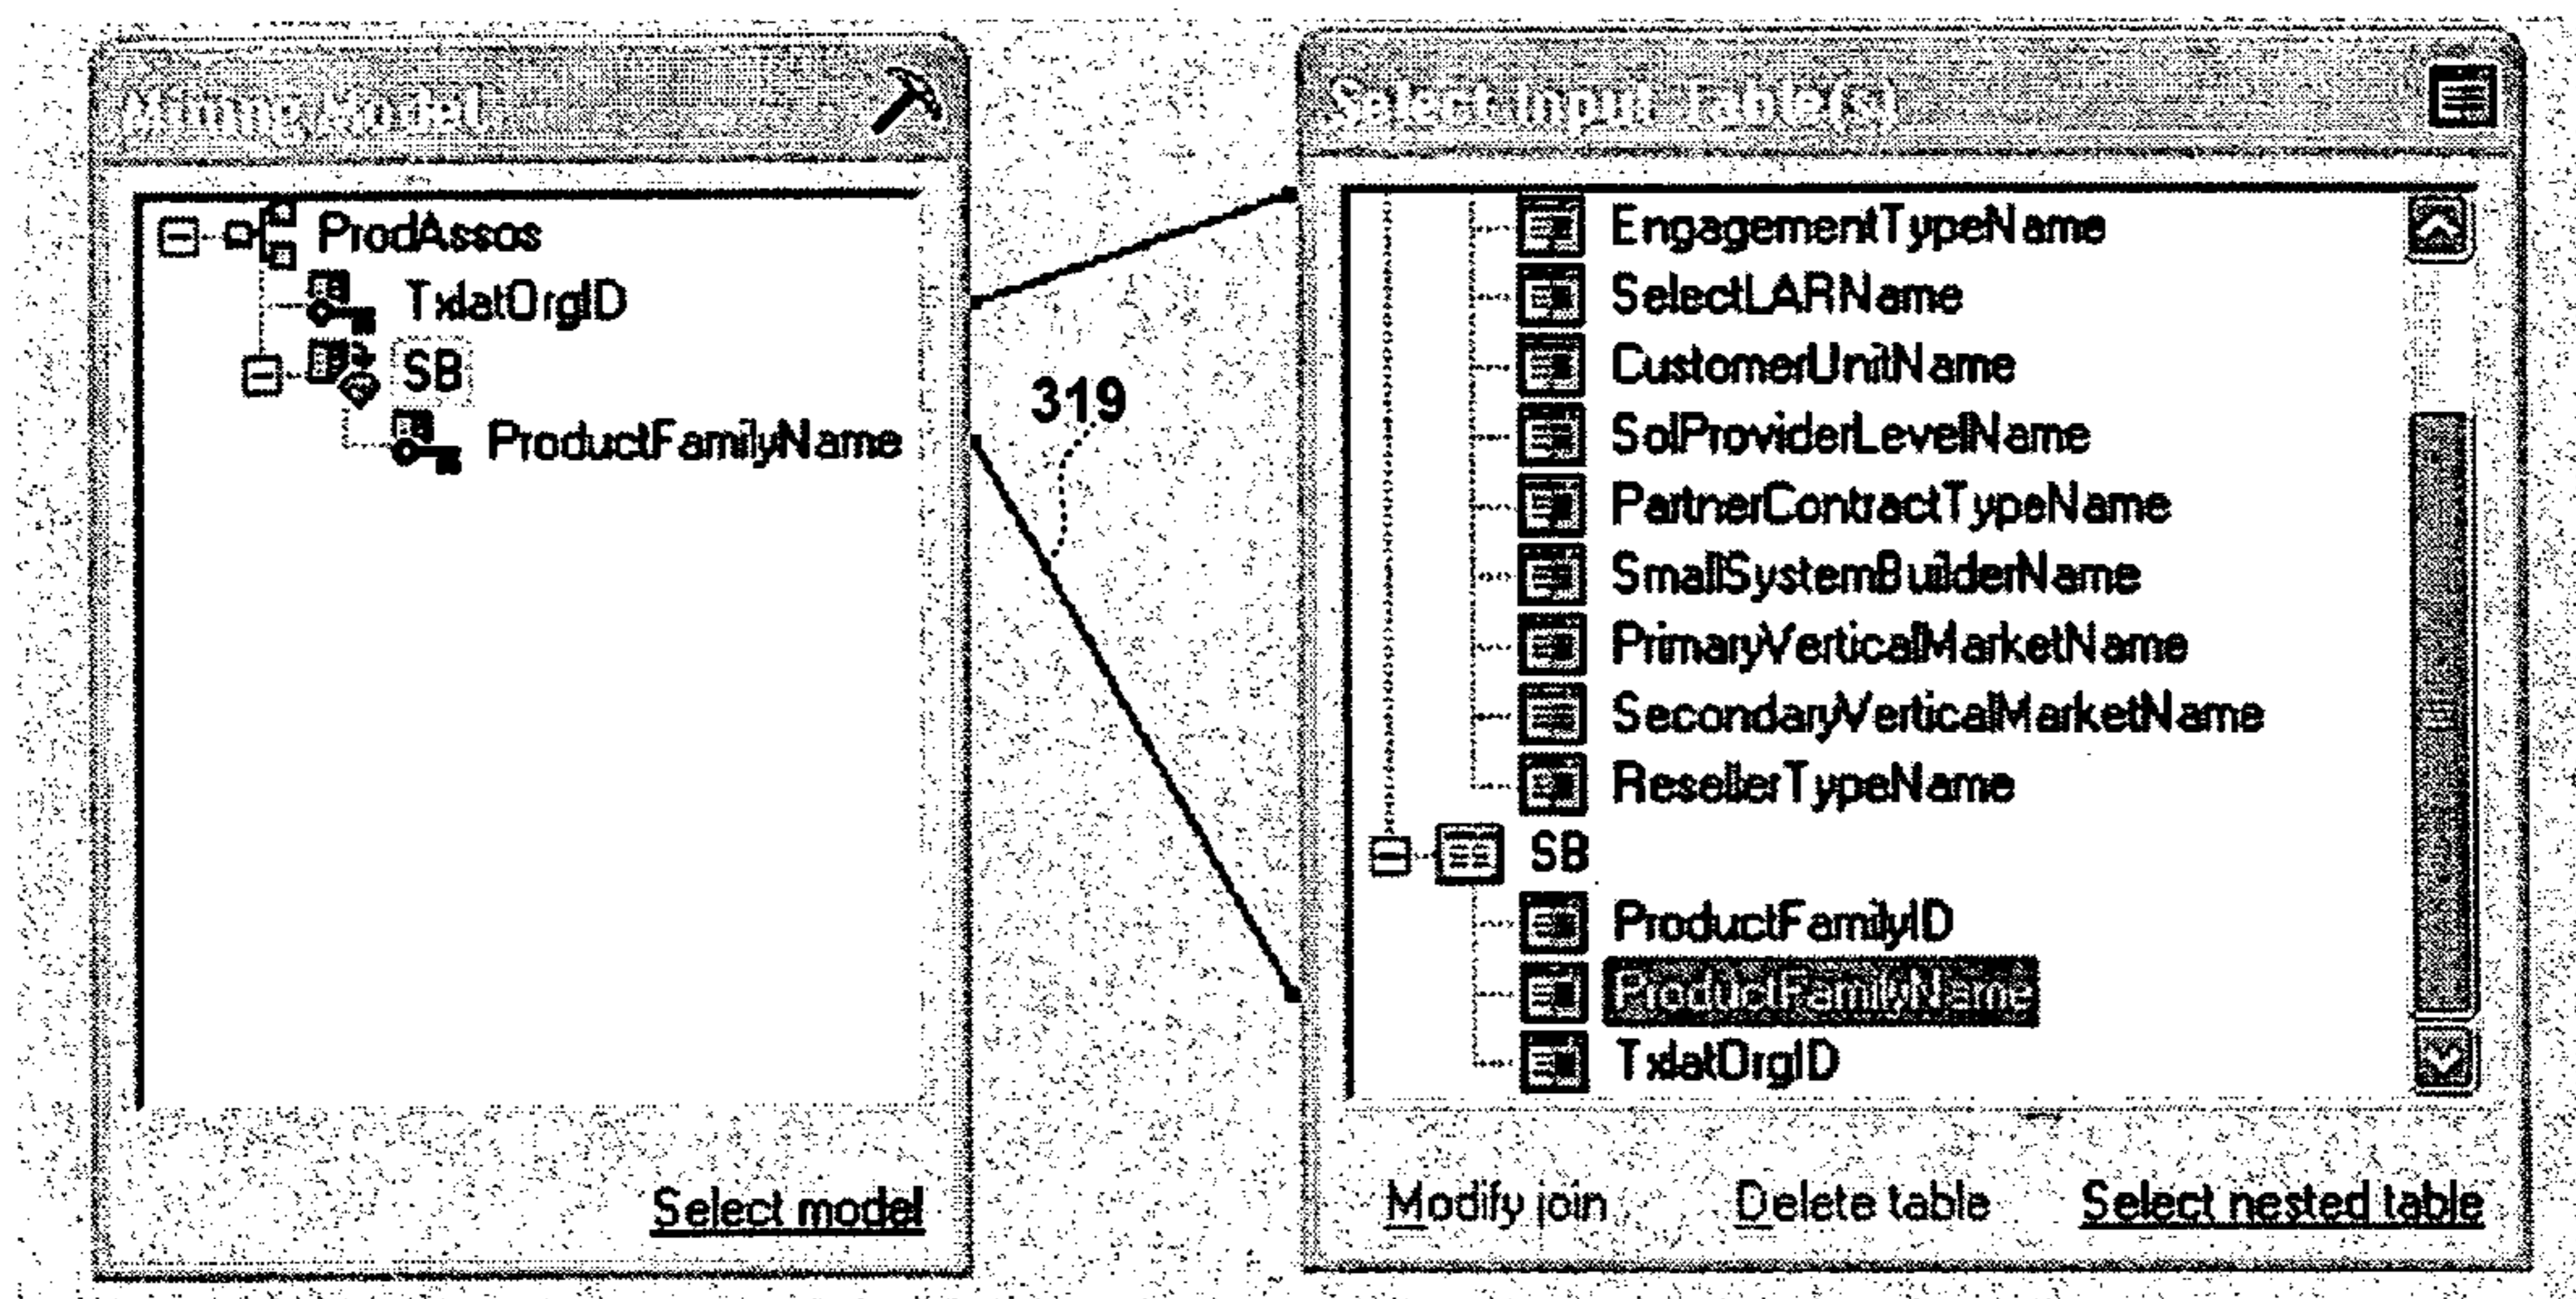 Mining Model
ProdAssos
TxlatOrgID
SB
ProductFamilyName
Select model
319
Select Input Table(s)
EngagementTypeName
SelectLARName
CustomerUnitName
SolProviderLevelName
PartnerContractTypeName
SmallSystemBuilderName
PrimaryVerticalMarketName
SecondaryVerticalMarketName
ResellerTypeName
SB
ProductFamilyID
ProductFamilyName
TxlatOrgID
Modify join Delete table Select nested table